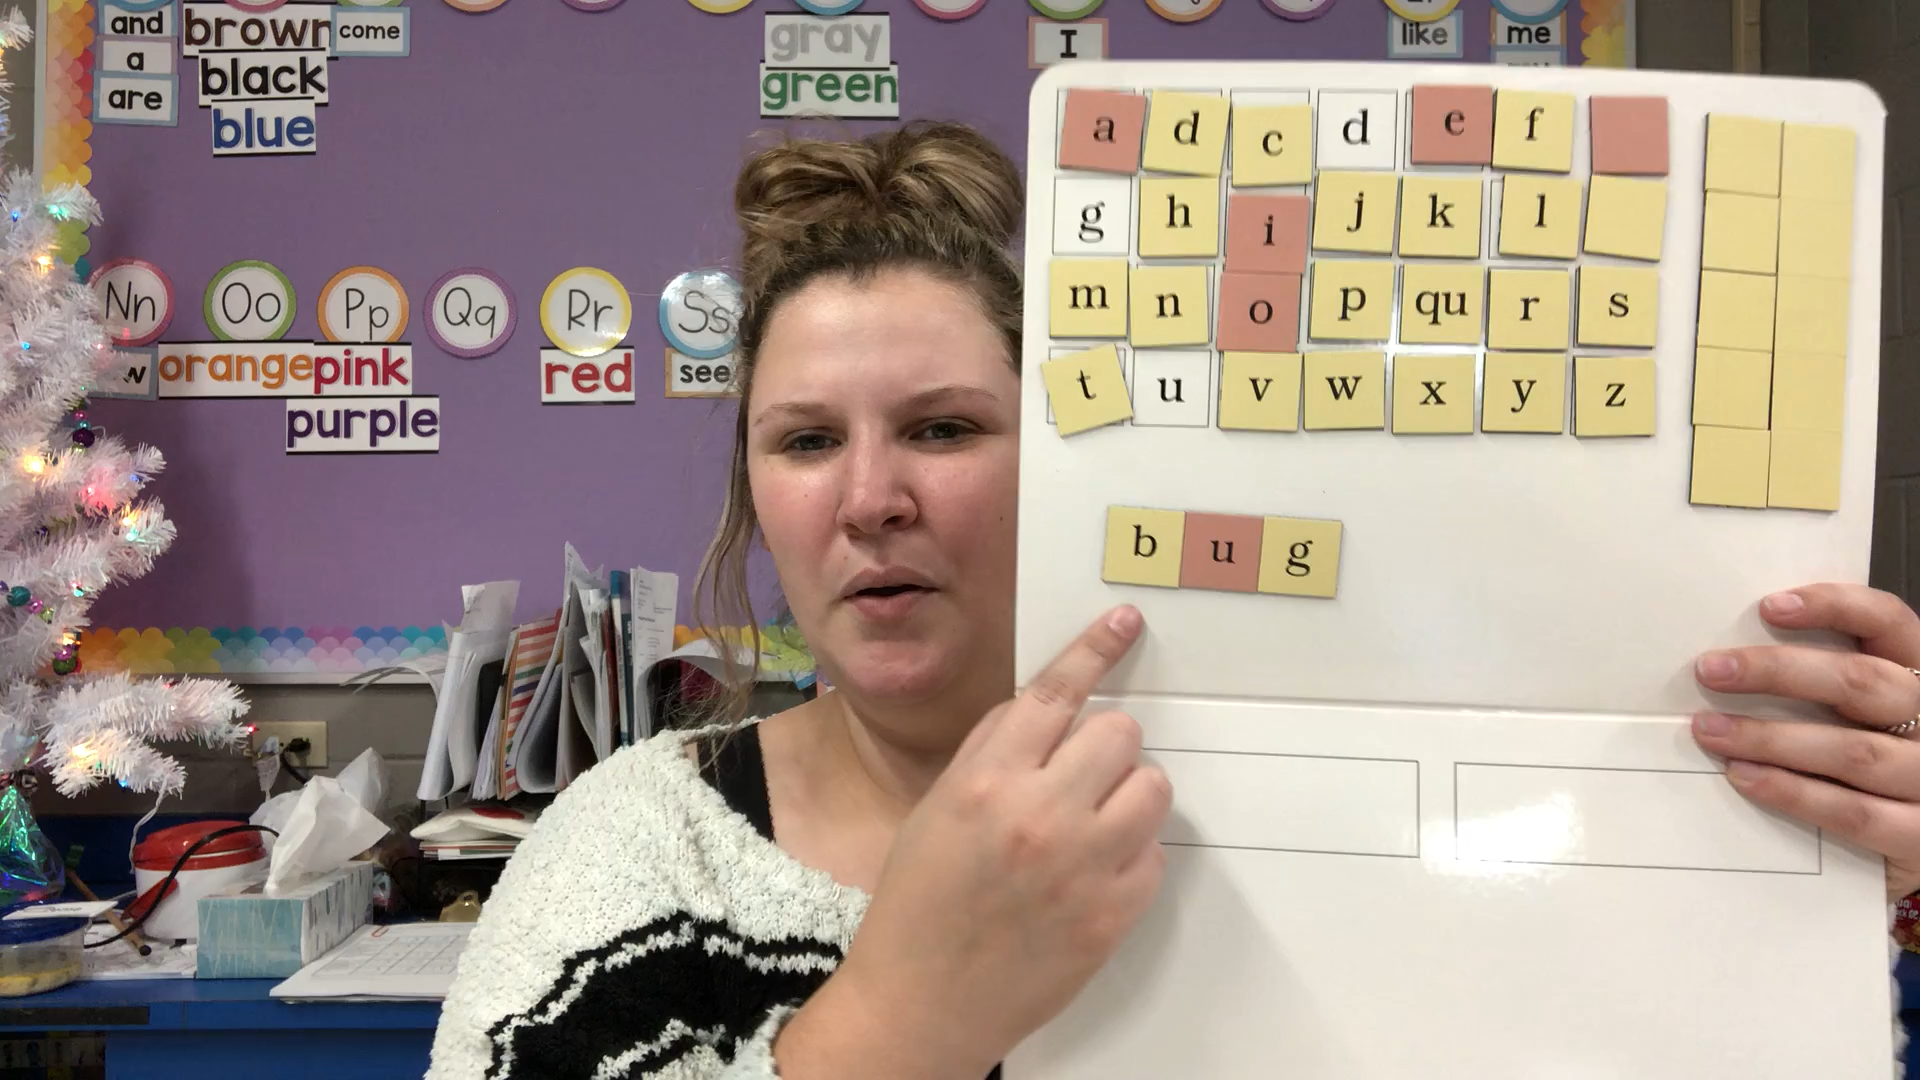 and
a
are
brown
black
blue
come
gray
green
I
like
me
Nn Oo Pp Qq Rr Ss
w
orange
pink
purple
red
see
a d c d e f
g h i j k l
m n o p qu r s
t u v w x y z
b u g